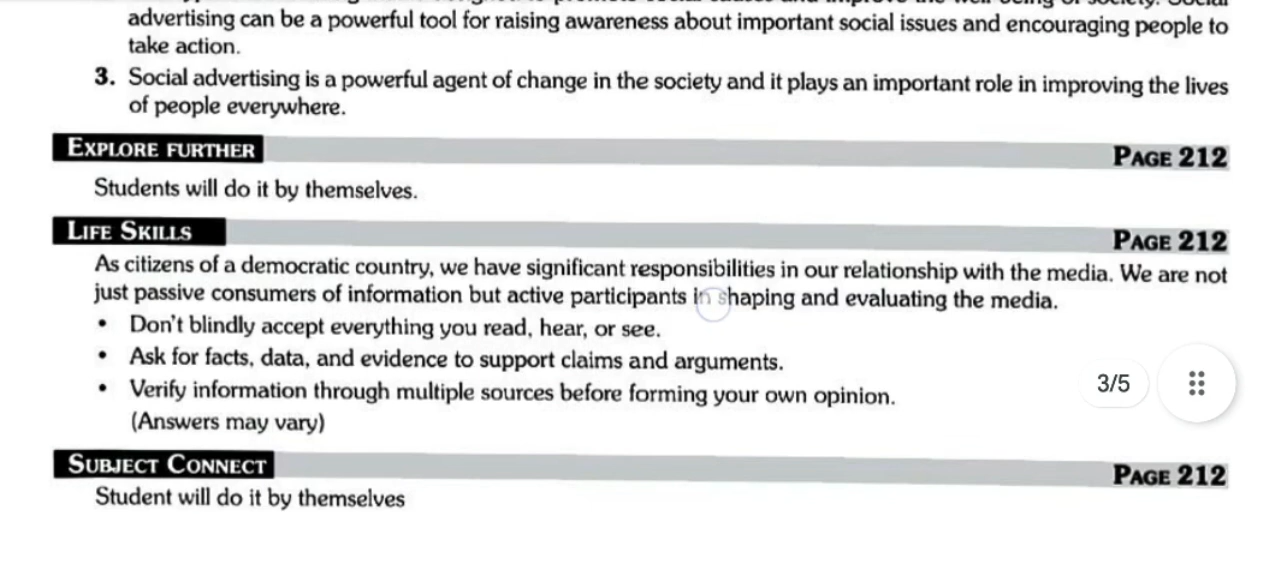 advertising can be a powerful tool for raising awareness about important social issues and encouraging people to
take action.
3. Social advertising is a powerful agent of change in the society and it plays an important role in improving the lives
of people everywhere.
EXPLORE FURTHER PAGE 212
Students will do it by themselves.
LIFE SKILLS PAGE 212
As citizens of a democratic country, we have significant responsibilities in our relationship with the media. We are not
just passive consumers of information but active participants in shaping and evaluating the media.
• Don't blindly accept everything you read, hear, or see.
• Ask for facts, data, and evidence to support claims and arguments.
• Verify information through multiple sources before forming your own opinion.
3/5
(Answers may vary)
SUBJECT CONNECT PAGE 212
Student will do it by themselves